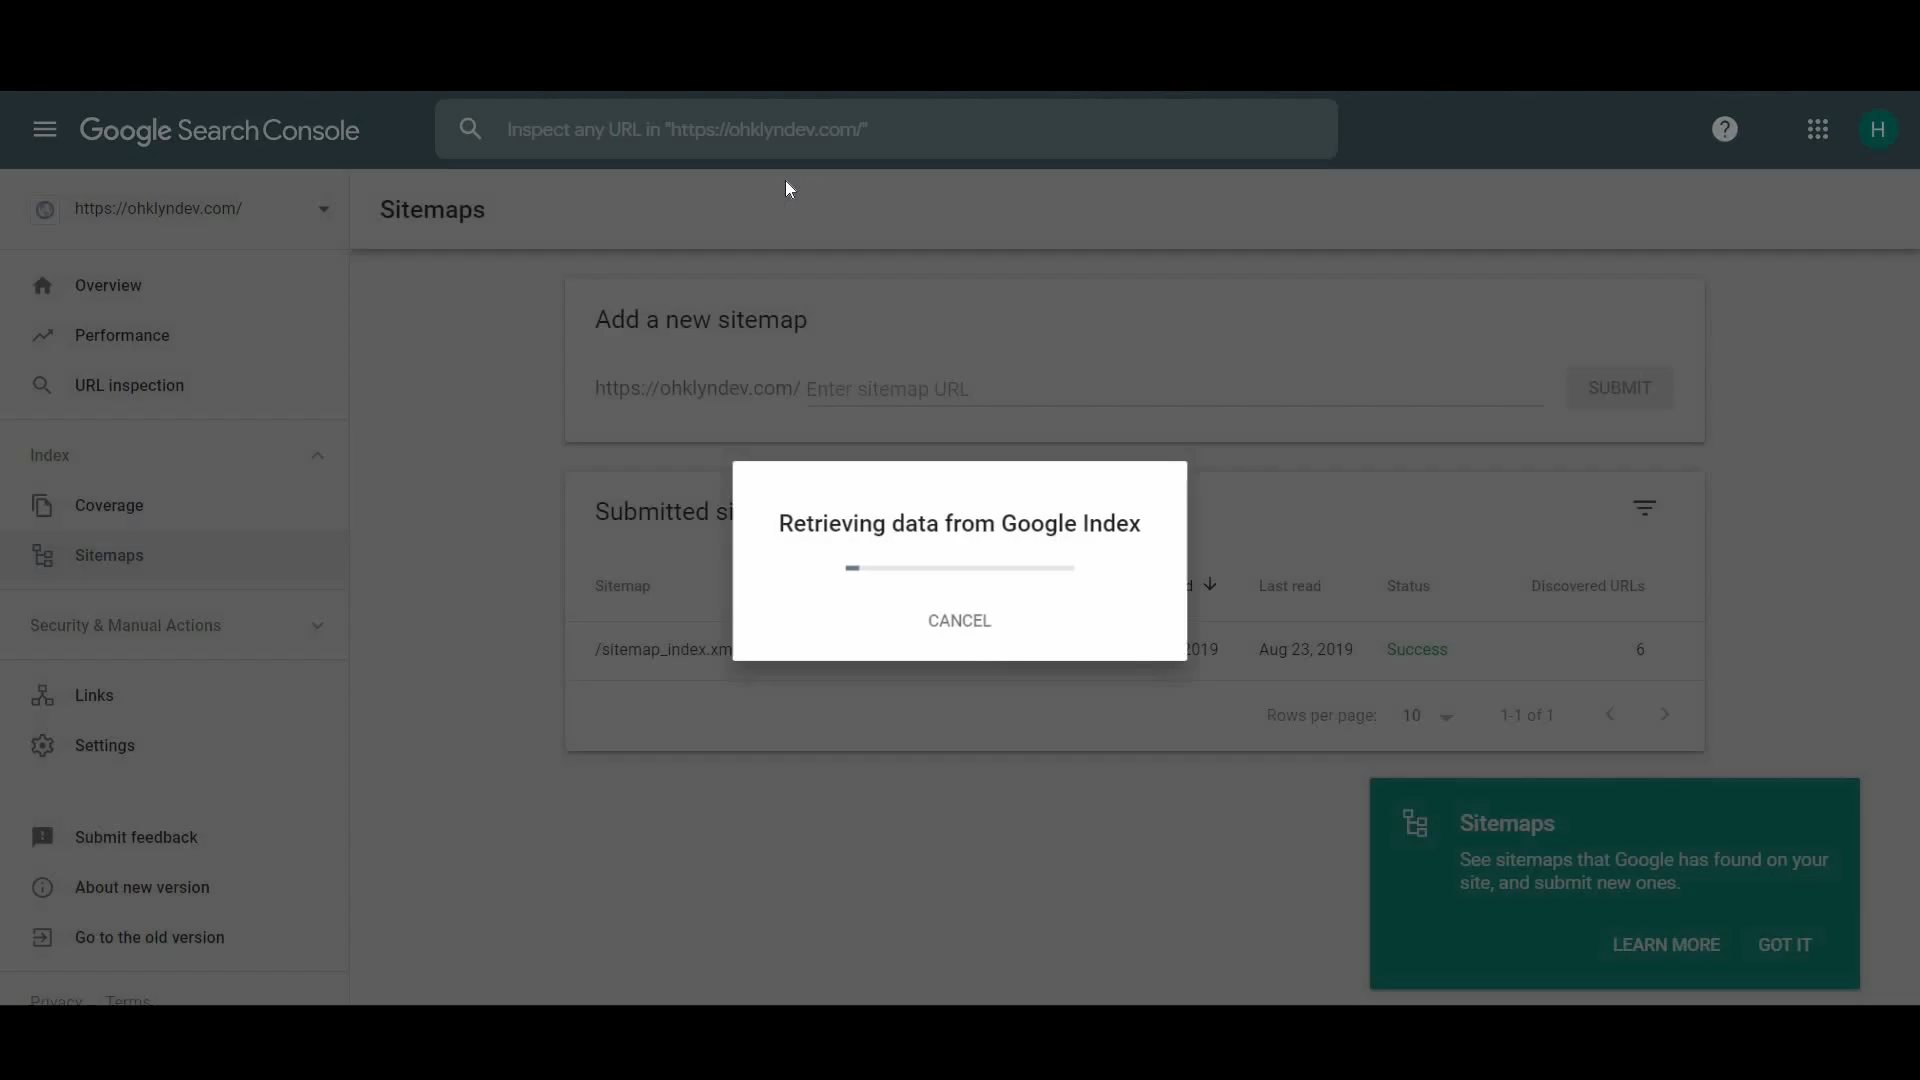 Google Search Console
Inspect any URL in "https://ohklyndev.com/"
H
https://ohklyndev.com/
Sitemaps
Overview
Performance
URL inspection
Index
Coverage
Sitemaps
Security & Manual Actions
Links
Settings
Submit feedback
About new version
Go to the old version
Privacy Terms
Add a new sitemap
https://ohklyndev.com/ Enter sitemap URL
SUBMIT
Submitted si
Sitemap d Last read Status Discovered URLs
/sitemap_index.xm 2019 Aug 23, 2019 Success 6
Rows per page: 10 1-1 of 1
Retrieving data from Google Index
CANCEL
Sitemaps
See sitemaps that Google has found on your
site, and submit new ones.
LEARN MORE GOT IT